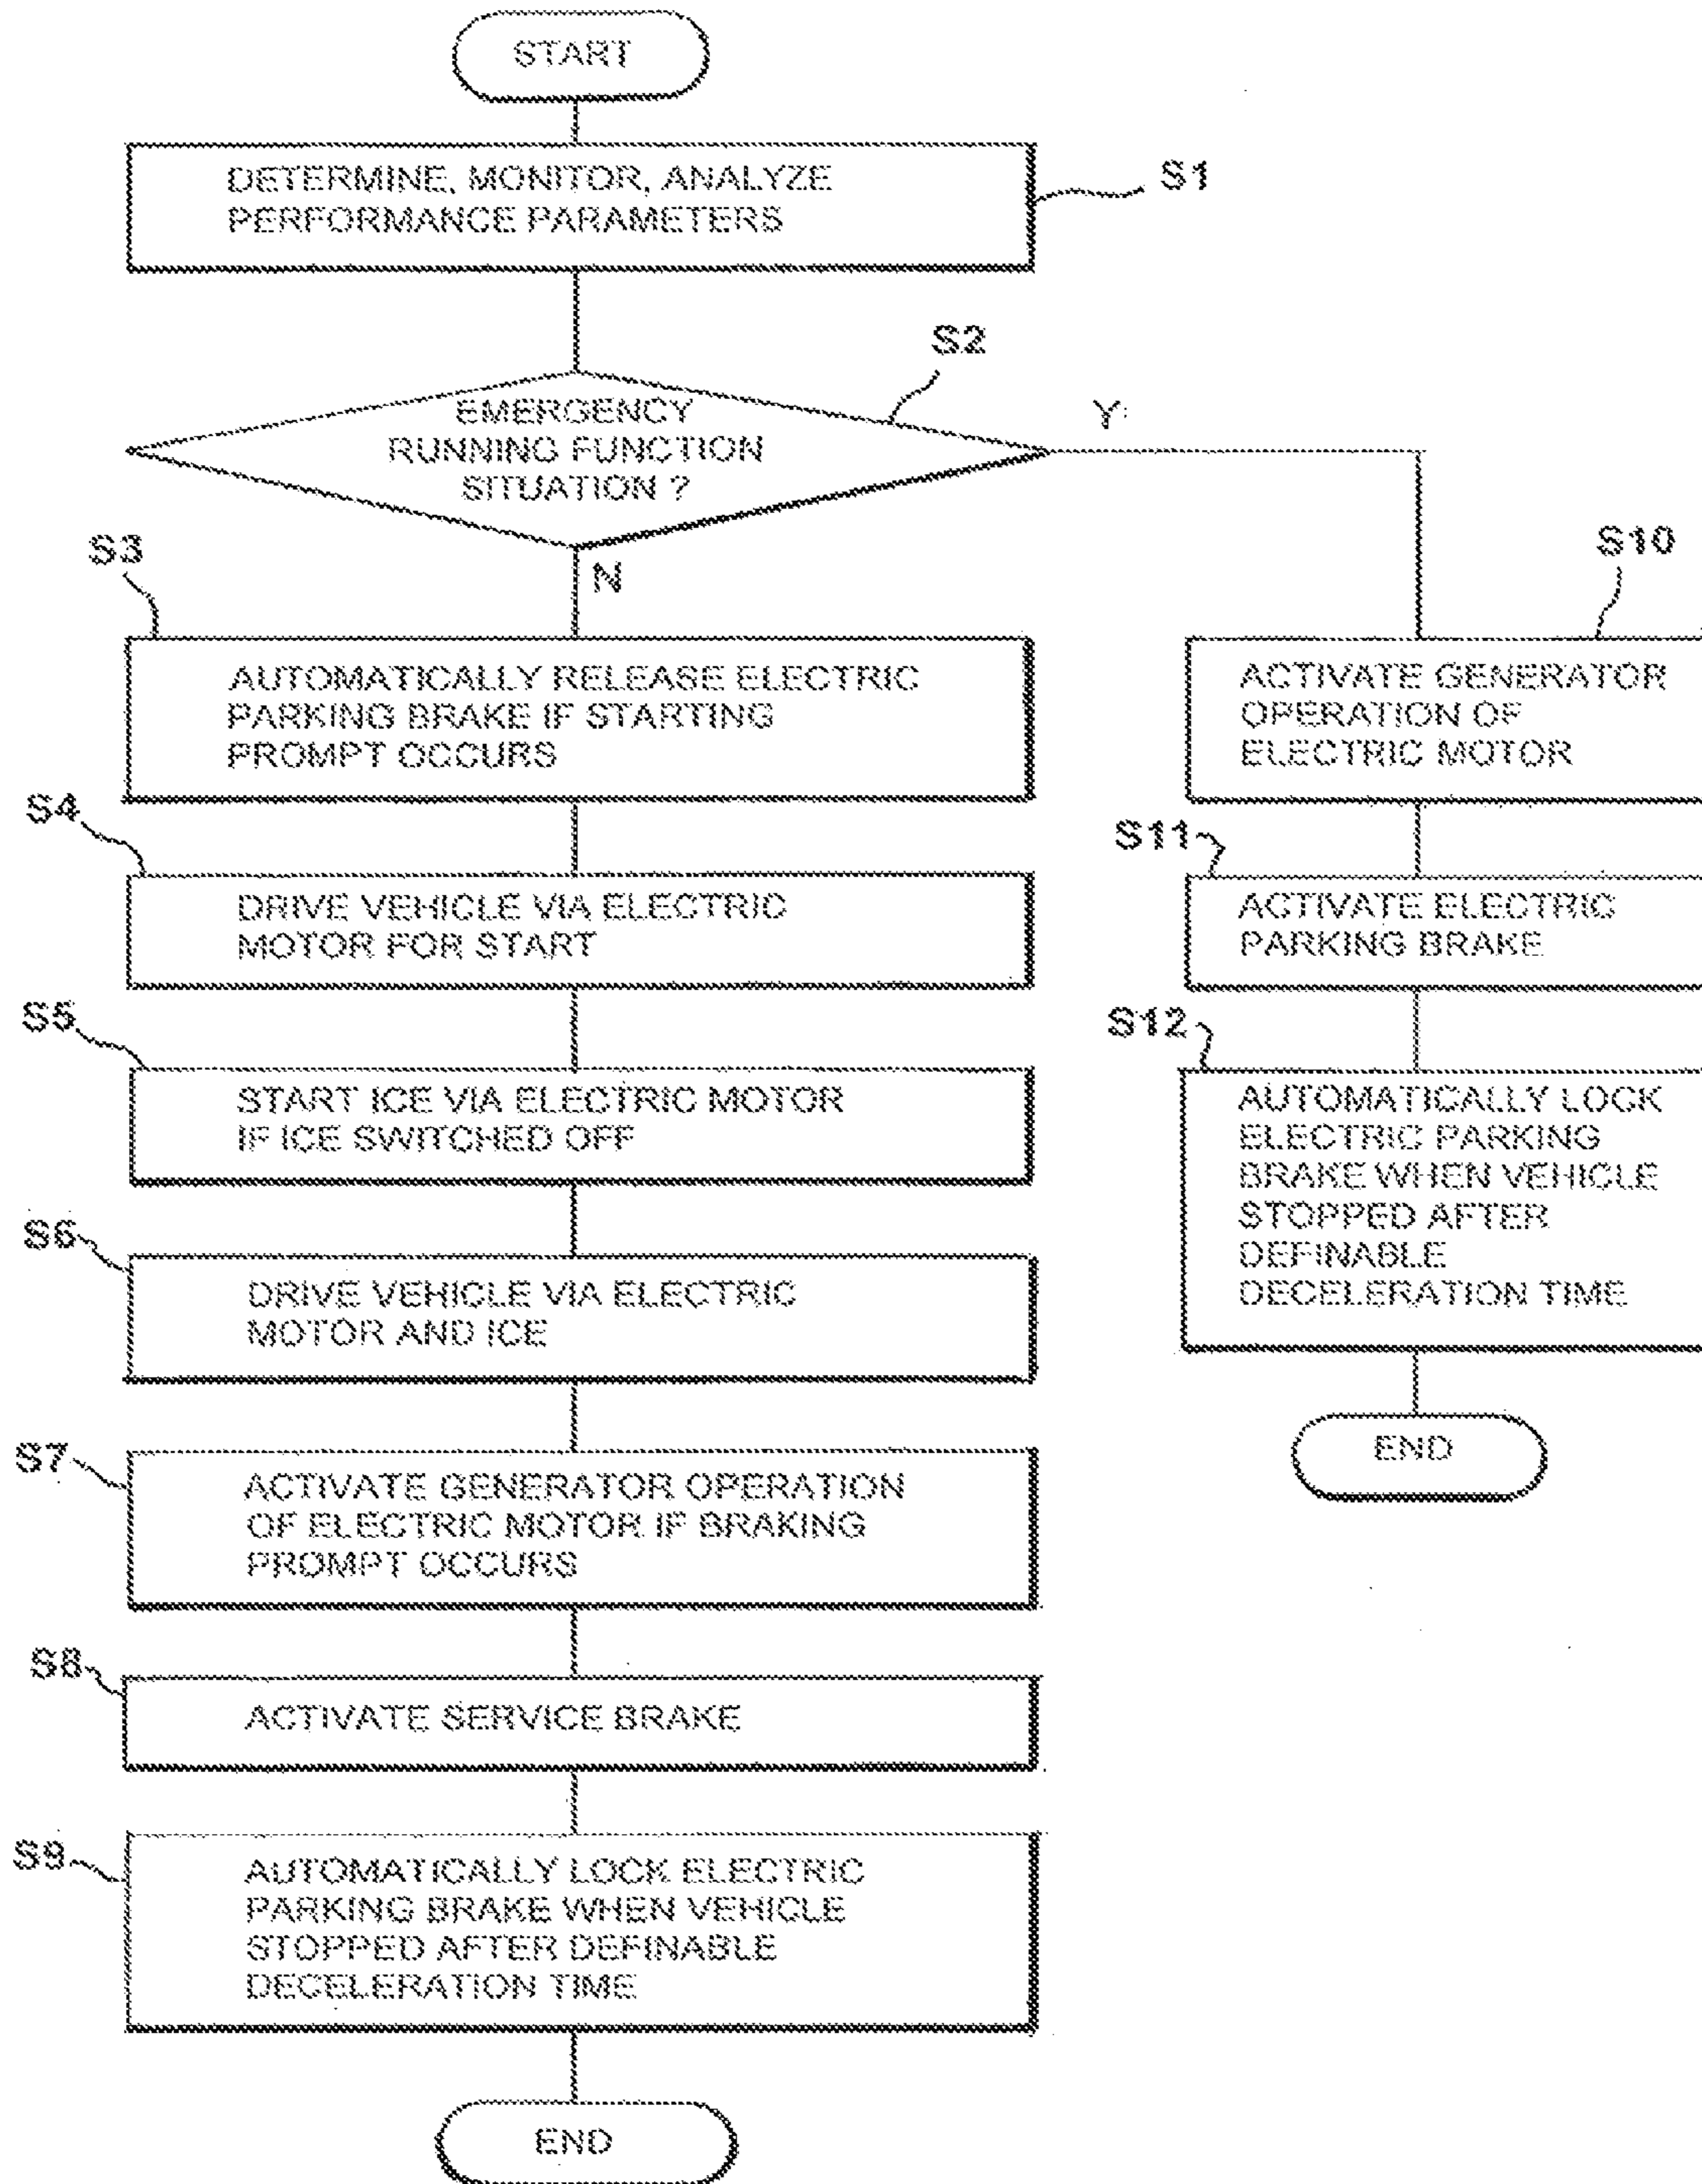 START
DETERMINE, MONITOR, ANALYZE
PERFORMANCE PARAMETERS
S1
S2
EMERGENCY
RUNNING FUNCTION
SITUATION ?
Y
N
S3
AUTOMATICALLY RELEASE ELECTRIC
PARKING BRAKE IF STARTING
PROMPT OCCURS
S4
DRIVE VEHICLE VIA ELECTRIC
MOTOR FOR START
S5
START ICE VIA ELECTRIC MOTOR
IF ICE SWITCHED OFF
S6
DRIVE VEHICLE VIA ELECTRIC
MOTOR AND ICE
S7
ACTIVATE GENERATOR OPERATION
OF ELECTRIC MOTOR IF BRAKING
PROMPT OCCURS
S8
ACTIVATE SERVICE BRAKE
S9
AUTOMATICALLY LOCK ELECTRIC
PARKING BRAKE WHEN VEHICLE
STOPPED AFTER DEFINABLE
DECELERATION TIME
END
S10
ACTIVATE GENERATOR
OPERATION OF
ELECTRIC MOTOR
S11
ACTIVATE ELECTRIC
PARKING BRAKE
S12
AUTOMATICALLY LOCK
ELECTRIC PARKING
BRAKE WHEN VEHICLE
STOPPED AFTER
DEFINABLE
DECELERATION TIME
END